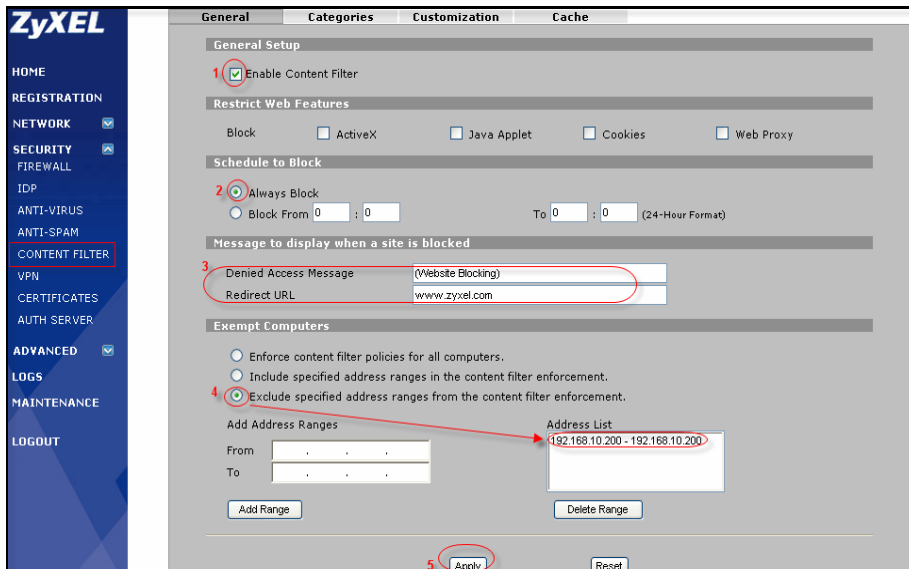 ZyXEL
HOME
REGISTRATION
NETWORK
SECURITY
FIREWALL
IDP
ANTI-VIRUS
ANTI-SPAM
CONTENT FILTER
VPN
CERTIFICATES
AUTH SERVER
ADVANCED
LOGS
MAINTENANCE
LOGOUT
General Categories Customization Cache
General Setup
1 Enable Content Filter
Restrict Web Features
Block ActiveX Java Applet Cookies Web Proxy
Schedule to Block
2 Always Block
Block From 0 : 0 To 0 : 0 (24-Hour Format)
Message to display when a site is blocked
3
Denied Access Message (Website Blocking)
Redirect URL www.zyxel.com
Exempt Computers
Enforce content filter policies for all computers.
Include specified address ranges in the content filter enforcement.
4 Exclude specified address ranges from the content filter enforcement.
Add Address Ranges Address List
From . . . 192.168.10.200 - 192.168.10.200
To . . .
Add Range Delete Range
5 Apply Reset